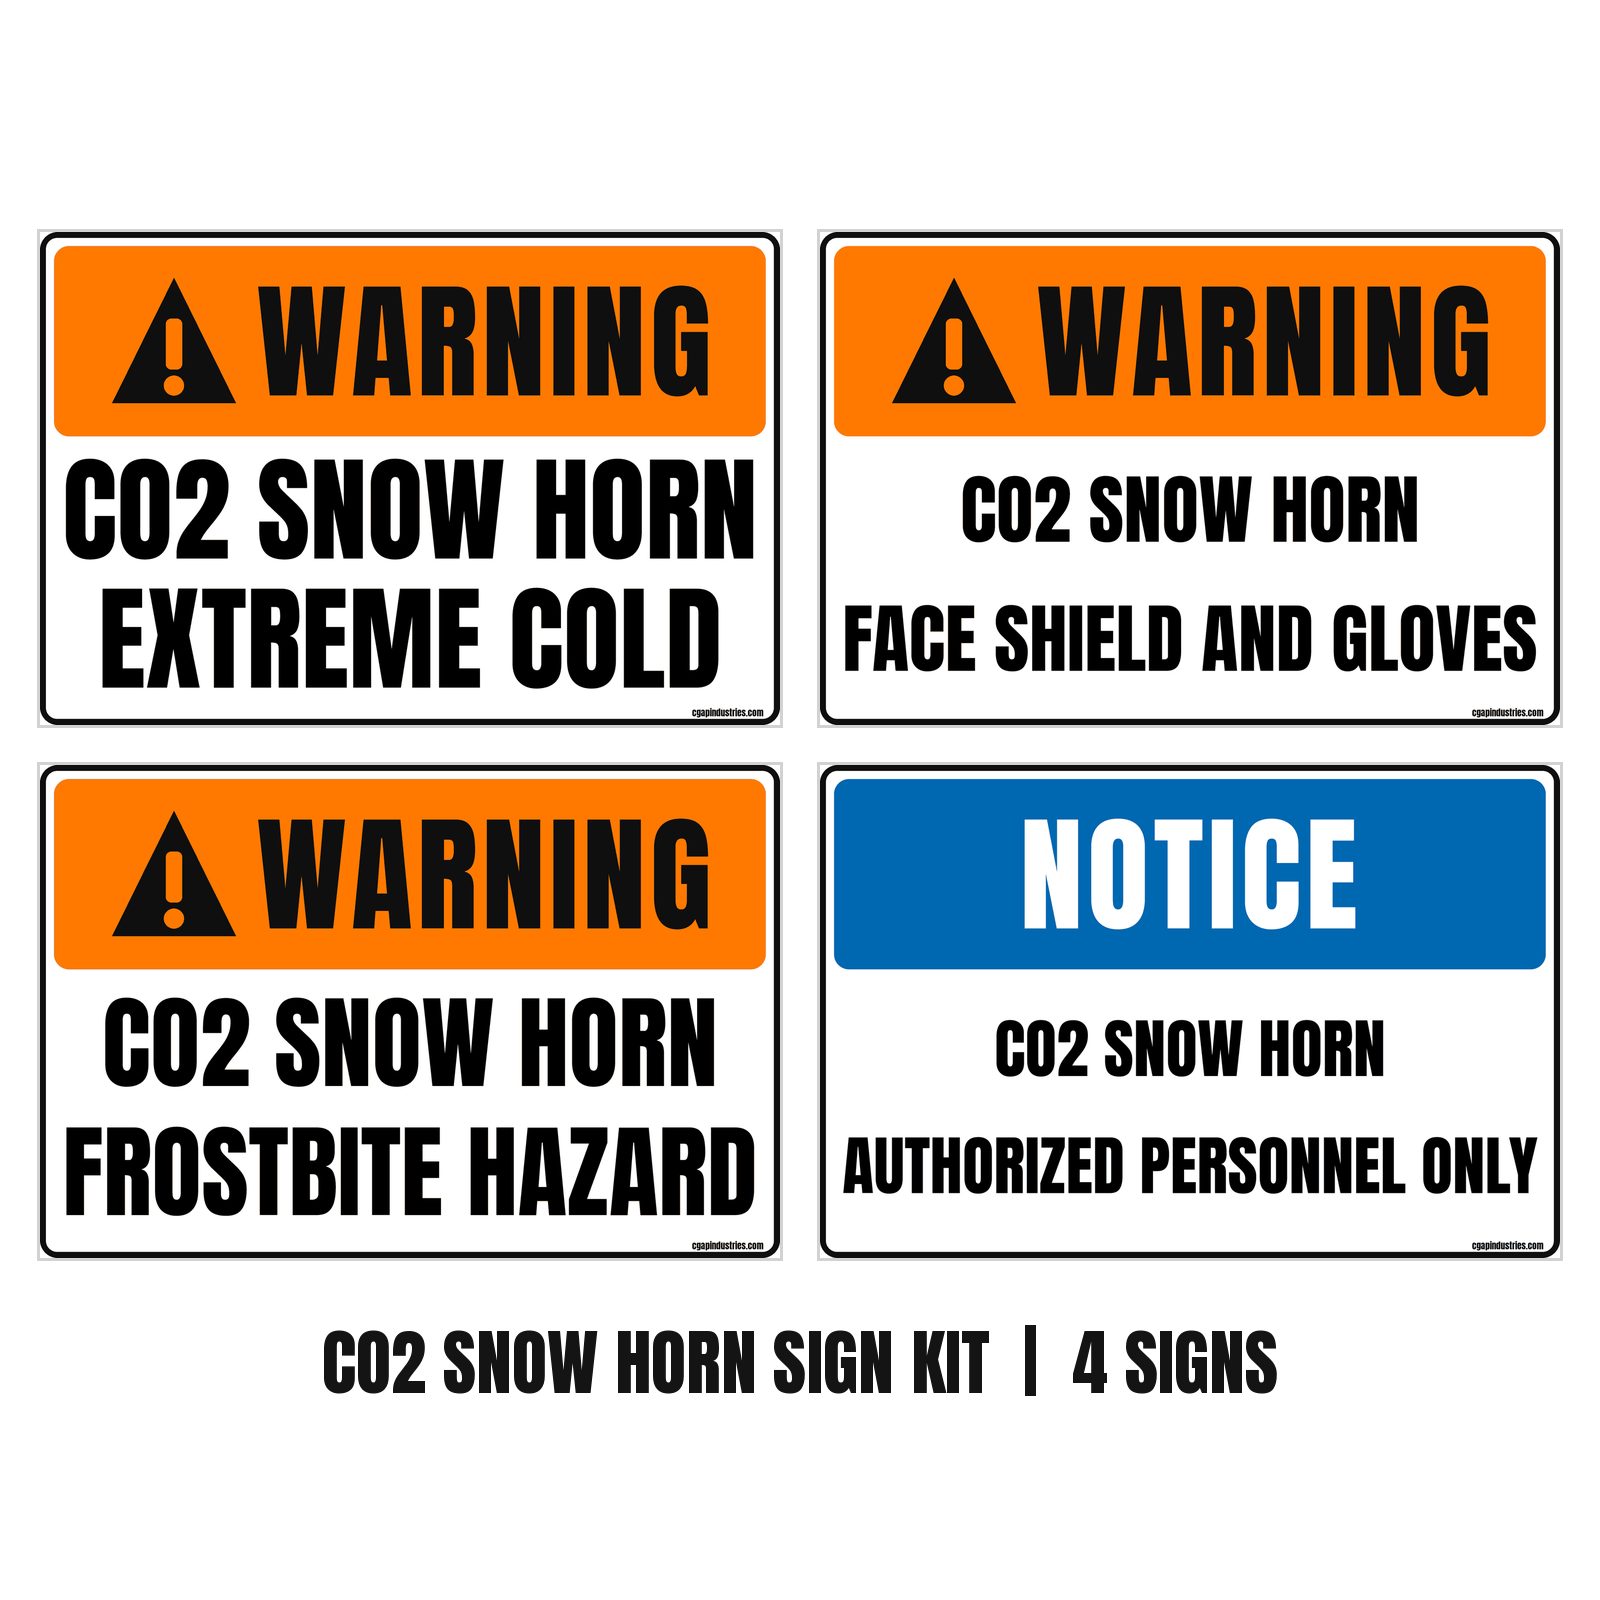 WARNING
CO2 SNOW HORN
EXTREME COLD
cgapindustries.com
WARNING
CO2 SNOW HORN
FACE SHIELD AND GLOVES
cgapindustries.com
WARNING
CO2 SNOW HORN
FROSTBITE HAZARD
cgapindustries.com
NOTICE
CO2 SNOW HORN
AUTHORIZED PERSONNEL ONLY
cgapindustries.com
CO2 SNOW HORN SIGN KIT | 4 SIGNS